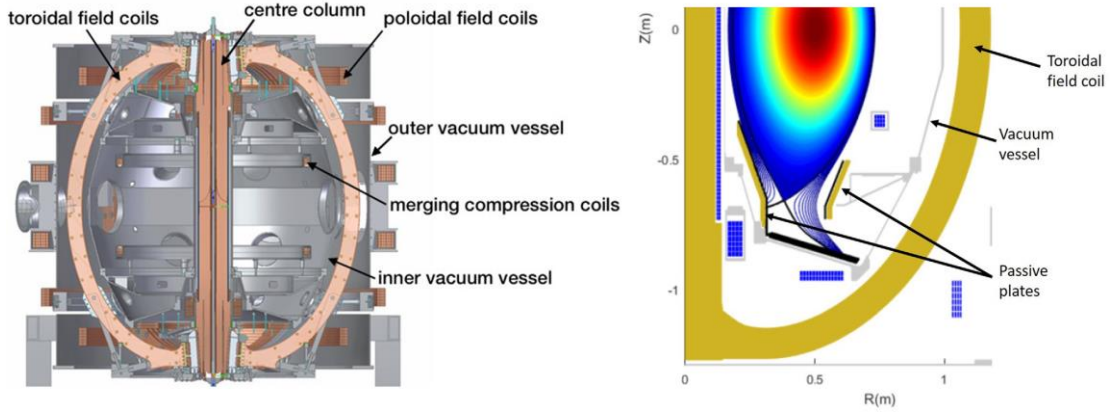 toroidal field coils
centre column
poloidal field coils
outer vacuum vessel
merging compression coils
inner vacuum vessel
Z(m)
0
-0.5
-1
0
0.5
1
R(m)
Toroidal
field coil
Vacuum
vessel
Passive
plates